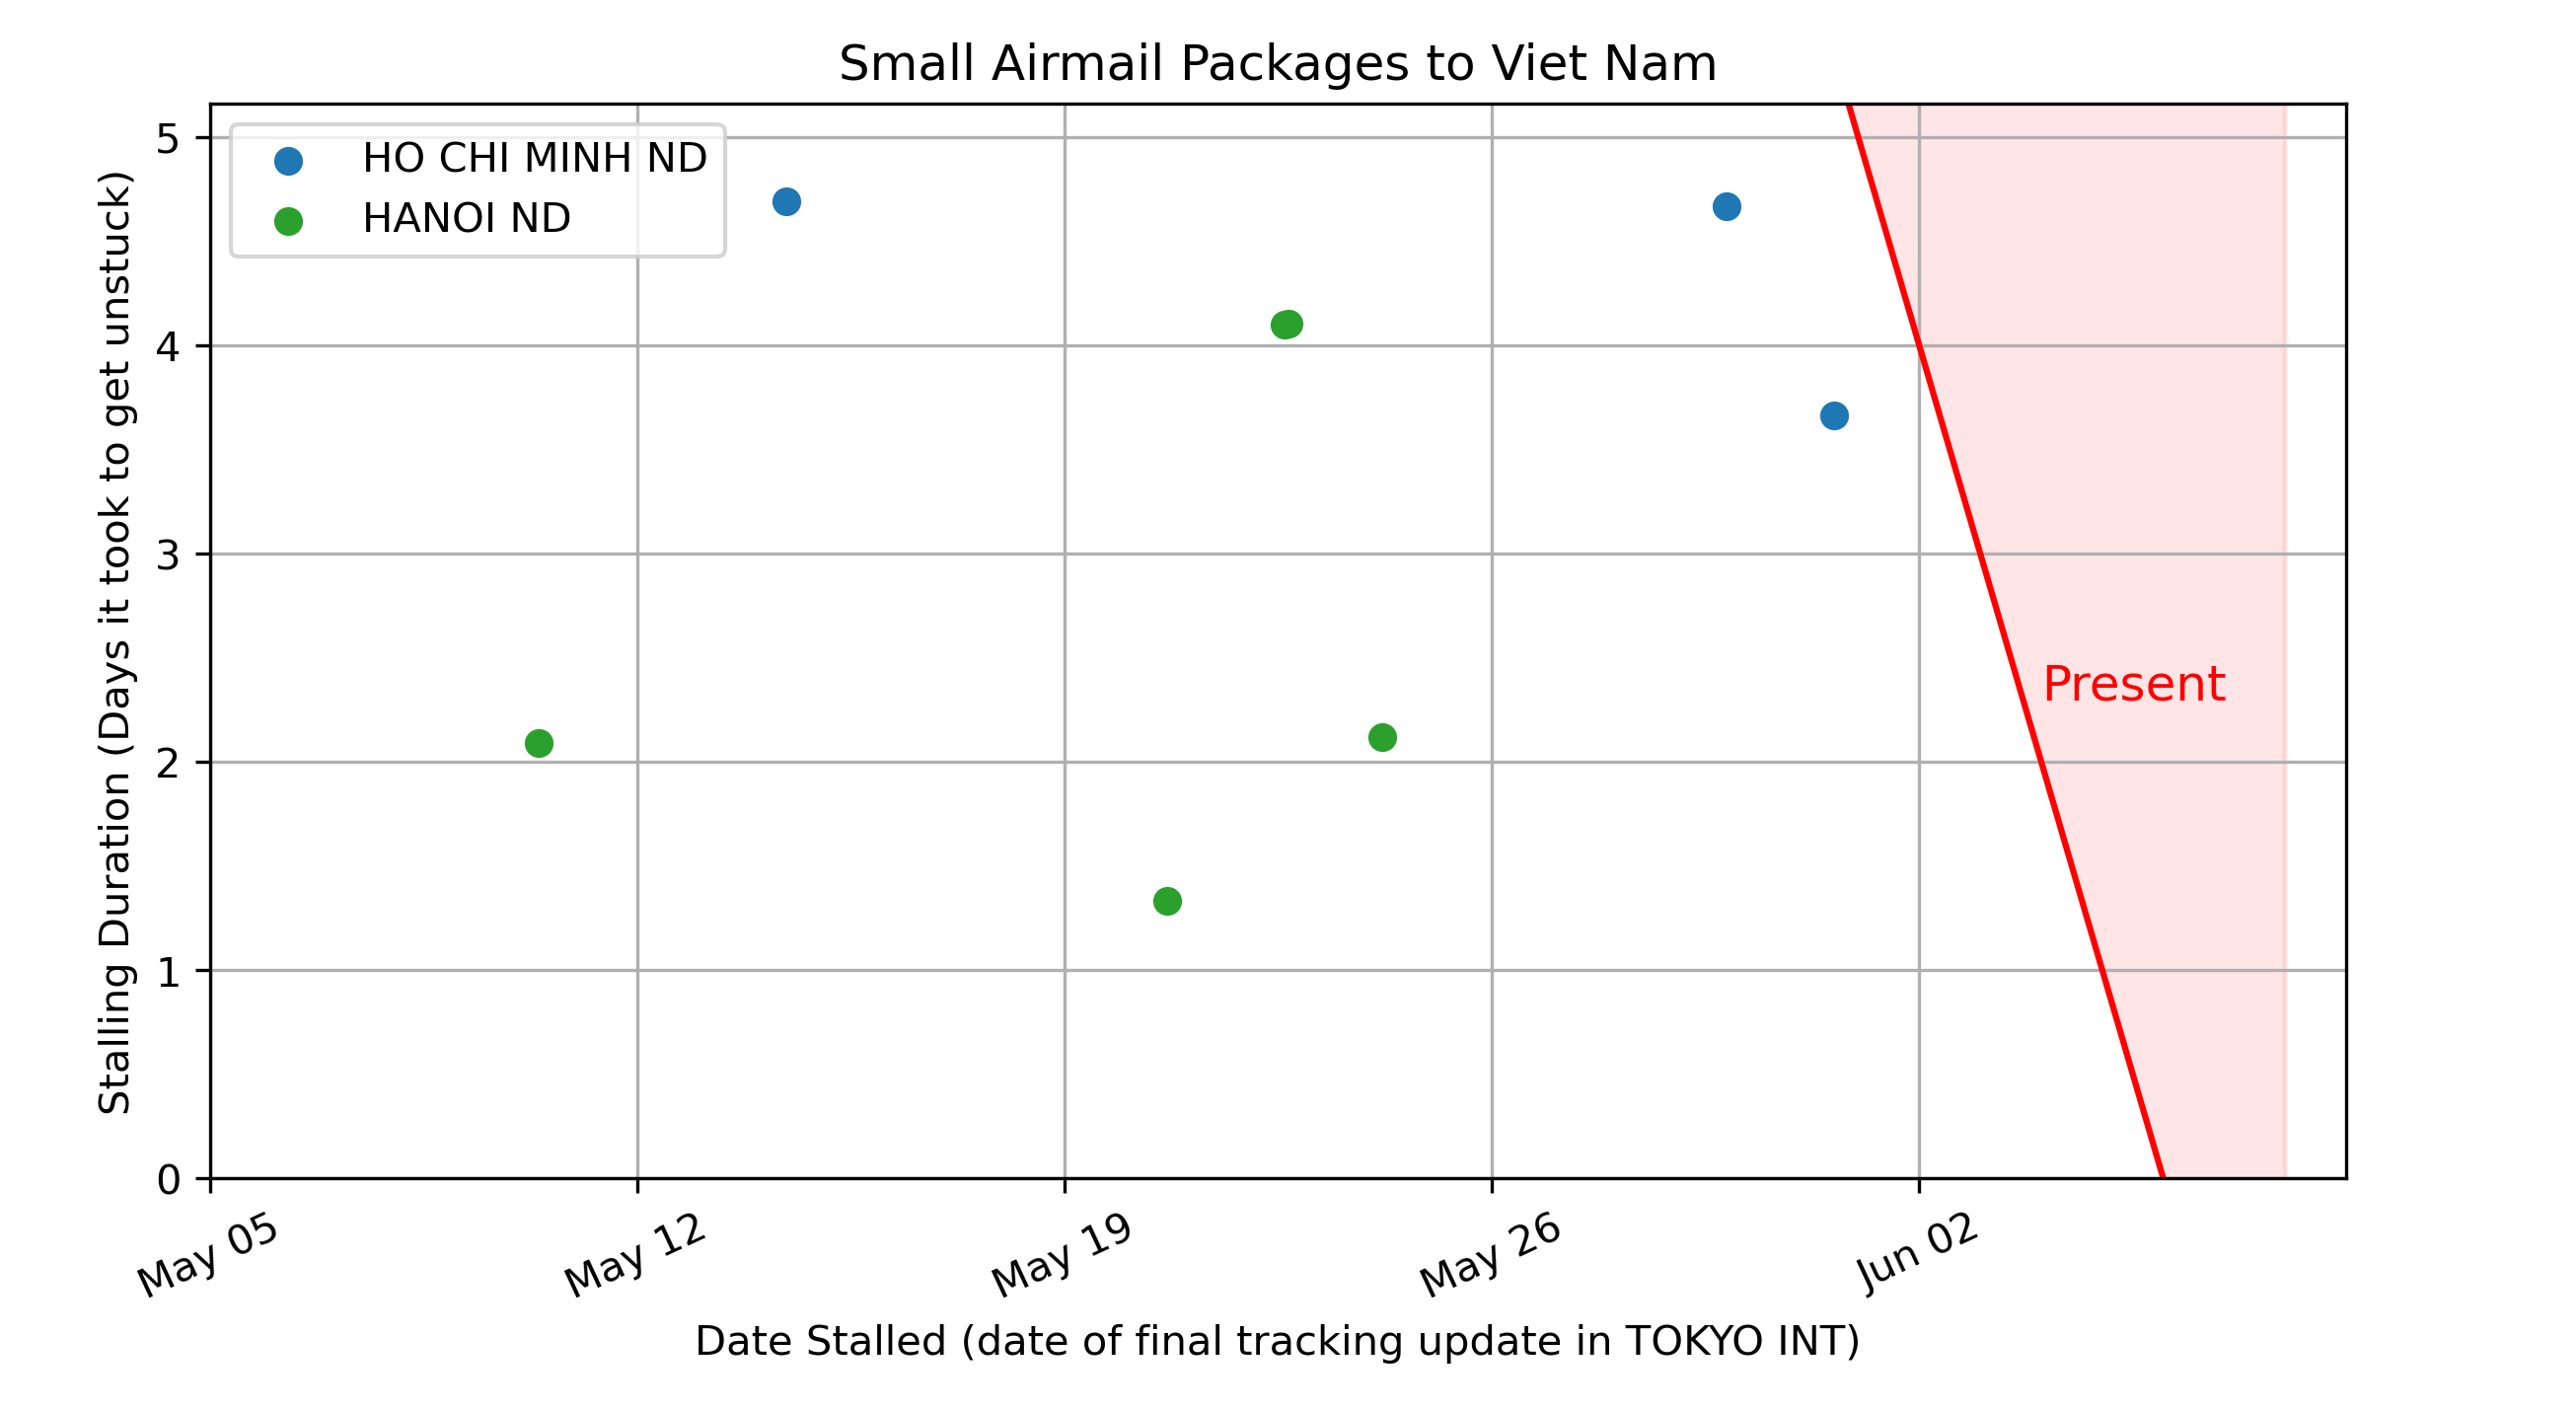 Small Airmail Packages to Viet Nam
HO CHI MINH ND
HANOI ND
Stalling Duration (Days it took to get unstuck)
5
4
3
2
1
0
Present
May 05
May 12
May 19
May 26
Jun 02
Date Stalled (date of final tracking update in TOKYO INT)